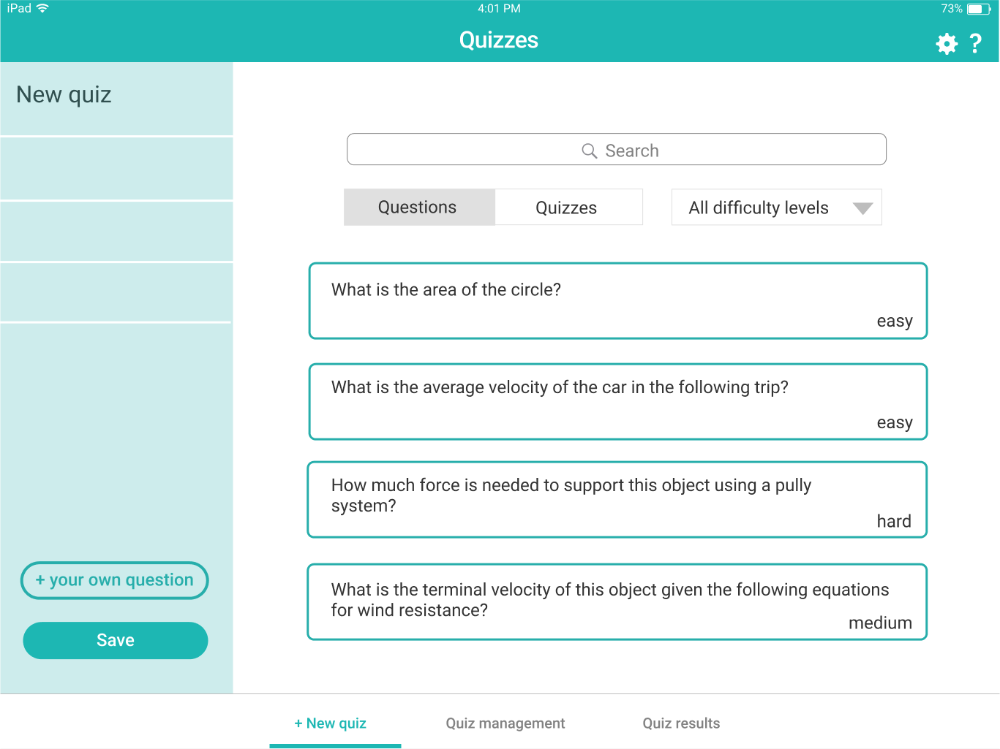 iPad
4:01 PM
73%
Quizzes
?
New quiz
Search
Questions
Quizzes
All difficulty levels
What is the area of the circle?
easy
What is the average velocity of the car in the following trip?
easy
How much force is needed to support this object using a pully
system?
hard
What is the terminal velocity of this object given the following equations
for wind resistance?
medium
+ your own question
Save
+ New quiz
Quiz management
Quiz results